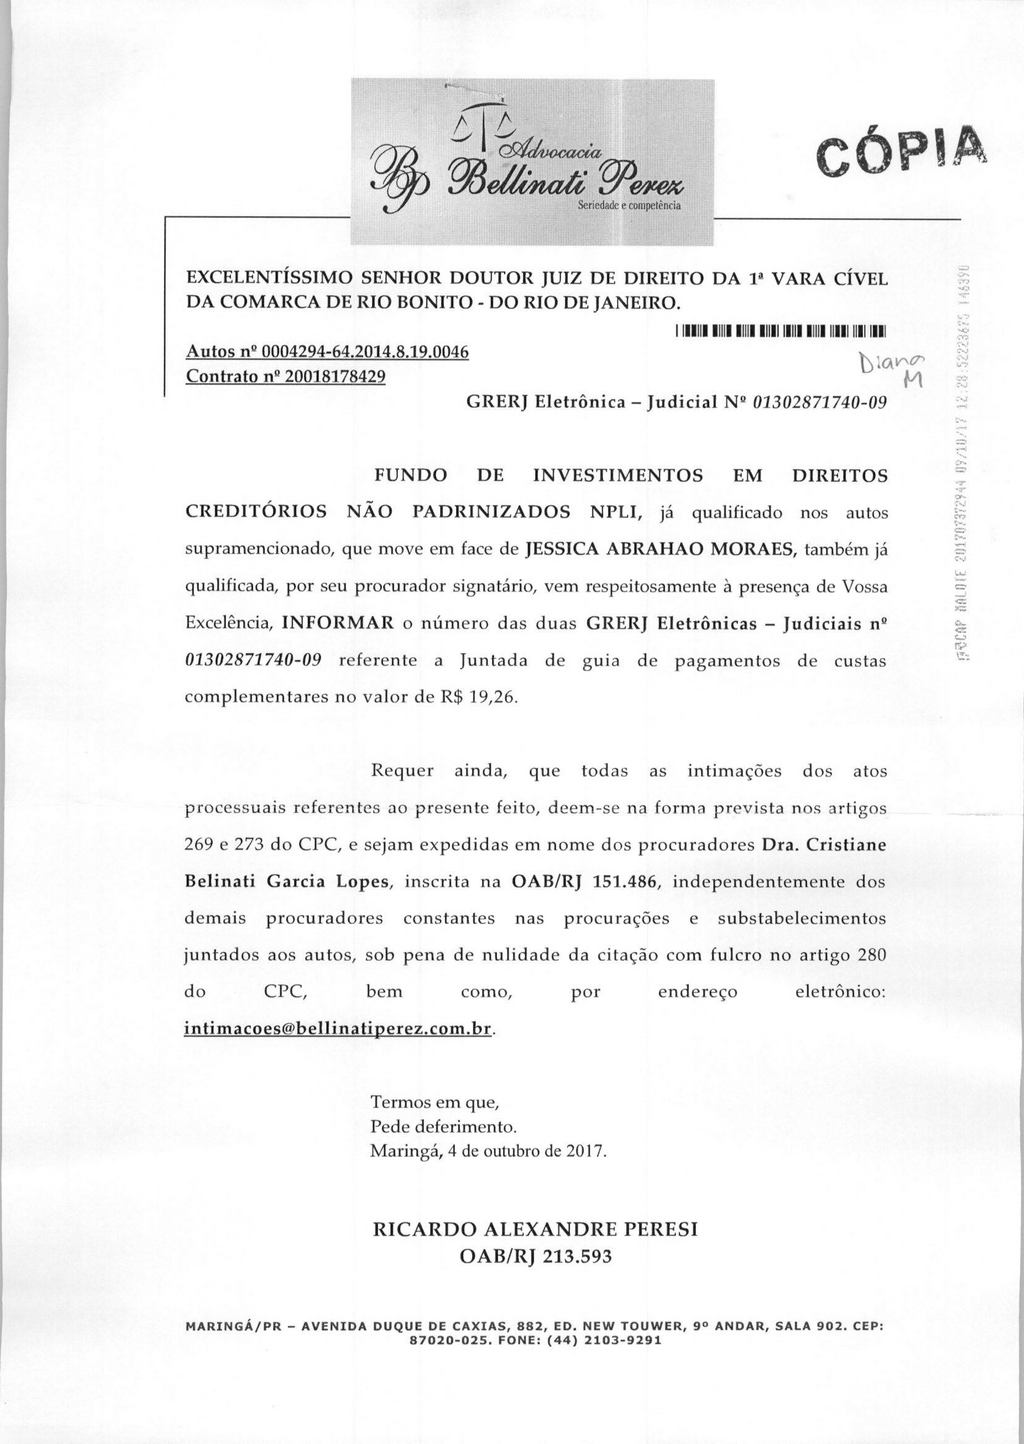 Advocacia
BP Bellinati Perez
Seriedade e competência
CÓPIA
EXCELENTÍSSIMO SENHOR DOUTOR JUIZ DE DIREITO DA 1ª VARA CÍVEL
DA COMARCA DE RIO BONITO - DO RIO DE JANEIRO.
Autos nº 0004294-64.2014.8.19.0046
Contrato nº 20018178429
Diana
M
GRERJ Eletrônica – Judicial Nº 01302871740-09
FUNDO DE INVESTIMENTOS EM DIREITOS
CREDITÓRIOS NÃO PADRINIZADOS NPLI, já qualificado nos autos
supramencionado, que move em face de JESSICA ABRAHAO MORAES, também já
qualificada, por seu procurador signatário, vem respeitosamente à presença de Vossa
Excelência, INFORMAR o número das duas GRERJ Eletrônicas – Judiciais nº
01302871740-09 referente a Juntada de guia de pagamentos de custas
complementares no valor de R$ 19,26.
Requer ainda, que todas as intimações dos atos
processuais referentes ao presente feito, deem-se na forma prevista nos artigos
269 e 273 do CPC, e sejam expedidas em nome dos procuradores Dra. Cristiane
Belinati Garcia Lopes, inscrita na OAB/RJ 151.486, independentemente dos
demais procuradores constantes nas procurações e substabelecimentos
juntados aos autos, sob pena de nulidade da citação com fulcro no artigo 280
do CPC, bem como, por endereço eletrônico:
intimacoes@bellinatiperez.com.br.
Termos em que,
Pede deferimento.
Maringá, 4 de outubro de 2017.
RICARDO ALEXANDRE PERESI
OAB/RJ 213.593
MARINGÁ/PR – AVENIDA DUQUE DE CAXIAS, 882, ED. NEW TOUWER, 9º ANDAR, SALA 902. CEP:
87020-025. FONE: (44) 2103-9291
MALOTE 201707372944 09/10/17 12:28:52223675 146390